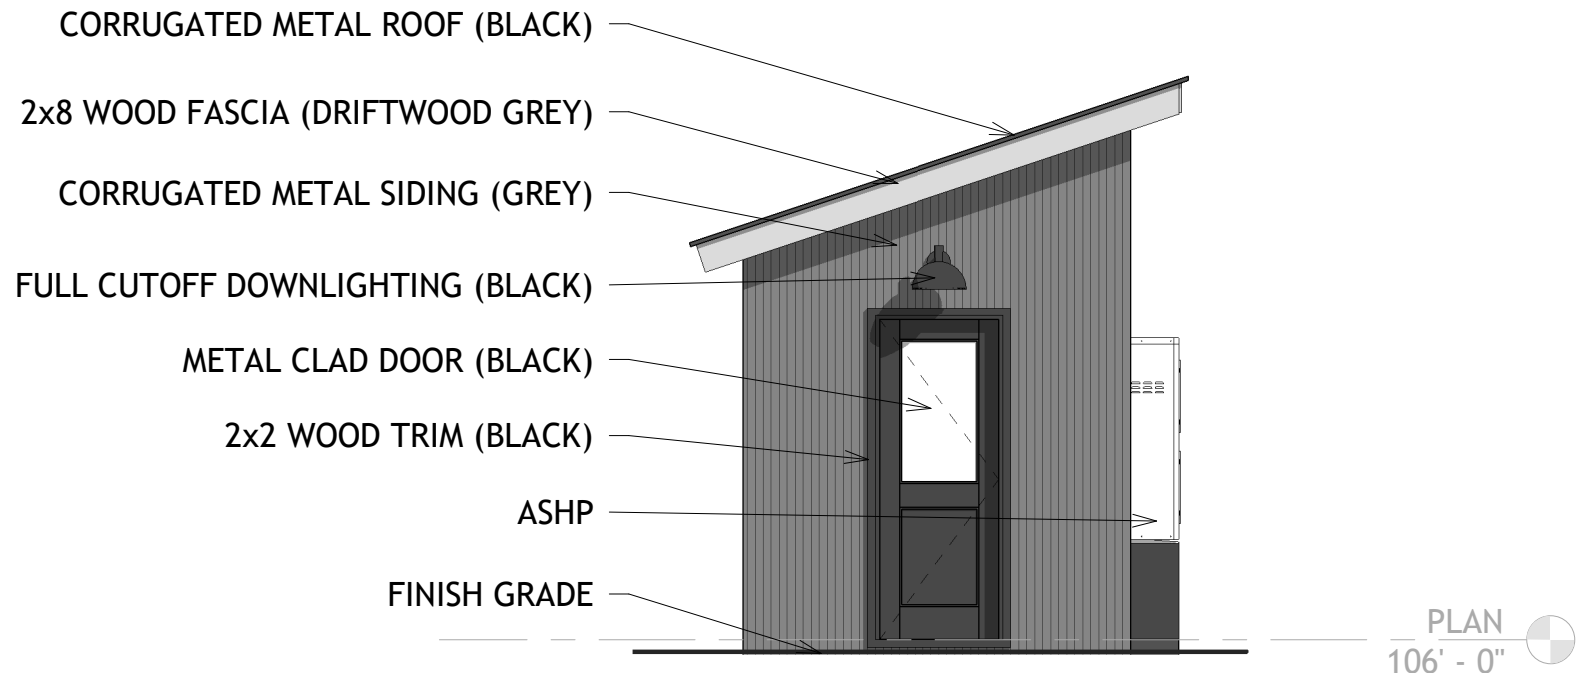 CORRUGATED METAL ROOF (BLACK)
2x8 WOOD FASCIA (DRIFTWOOD GREY)
CORRUGATED METAL SIDING (GREY)
FULL CUTOFF DOWNLIGHTING (BLACK)
METAL CLAD DOOR (BLACK)
2x2 WOOD TRIM (BLACK)
ASHP
FINISH GRADE
PLAN
106' - 0"